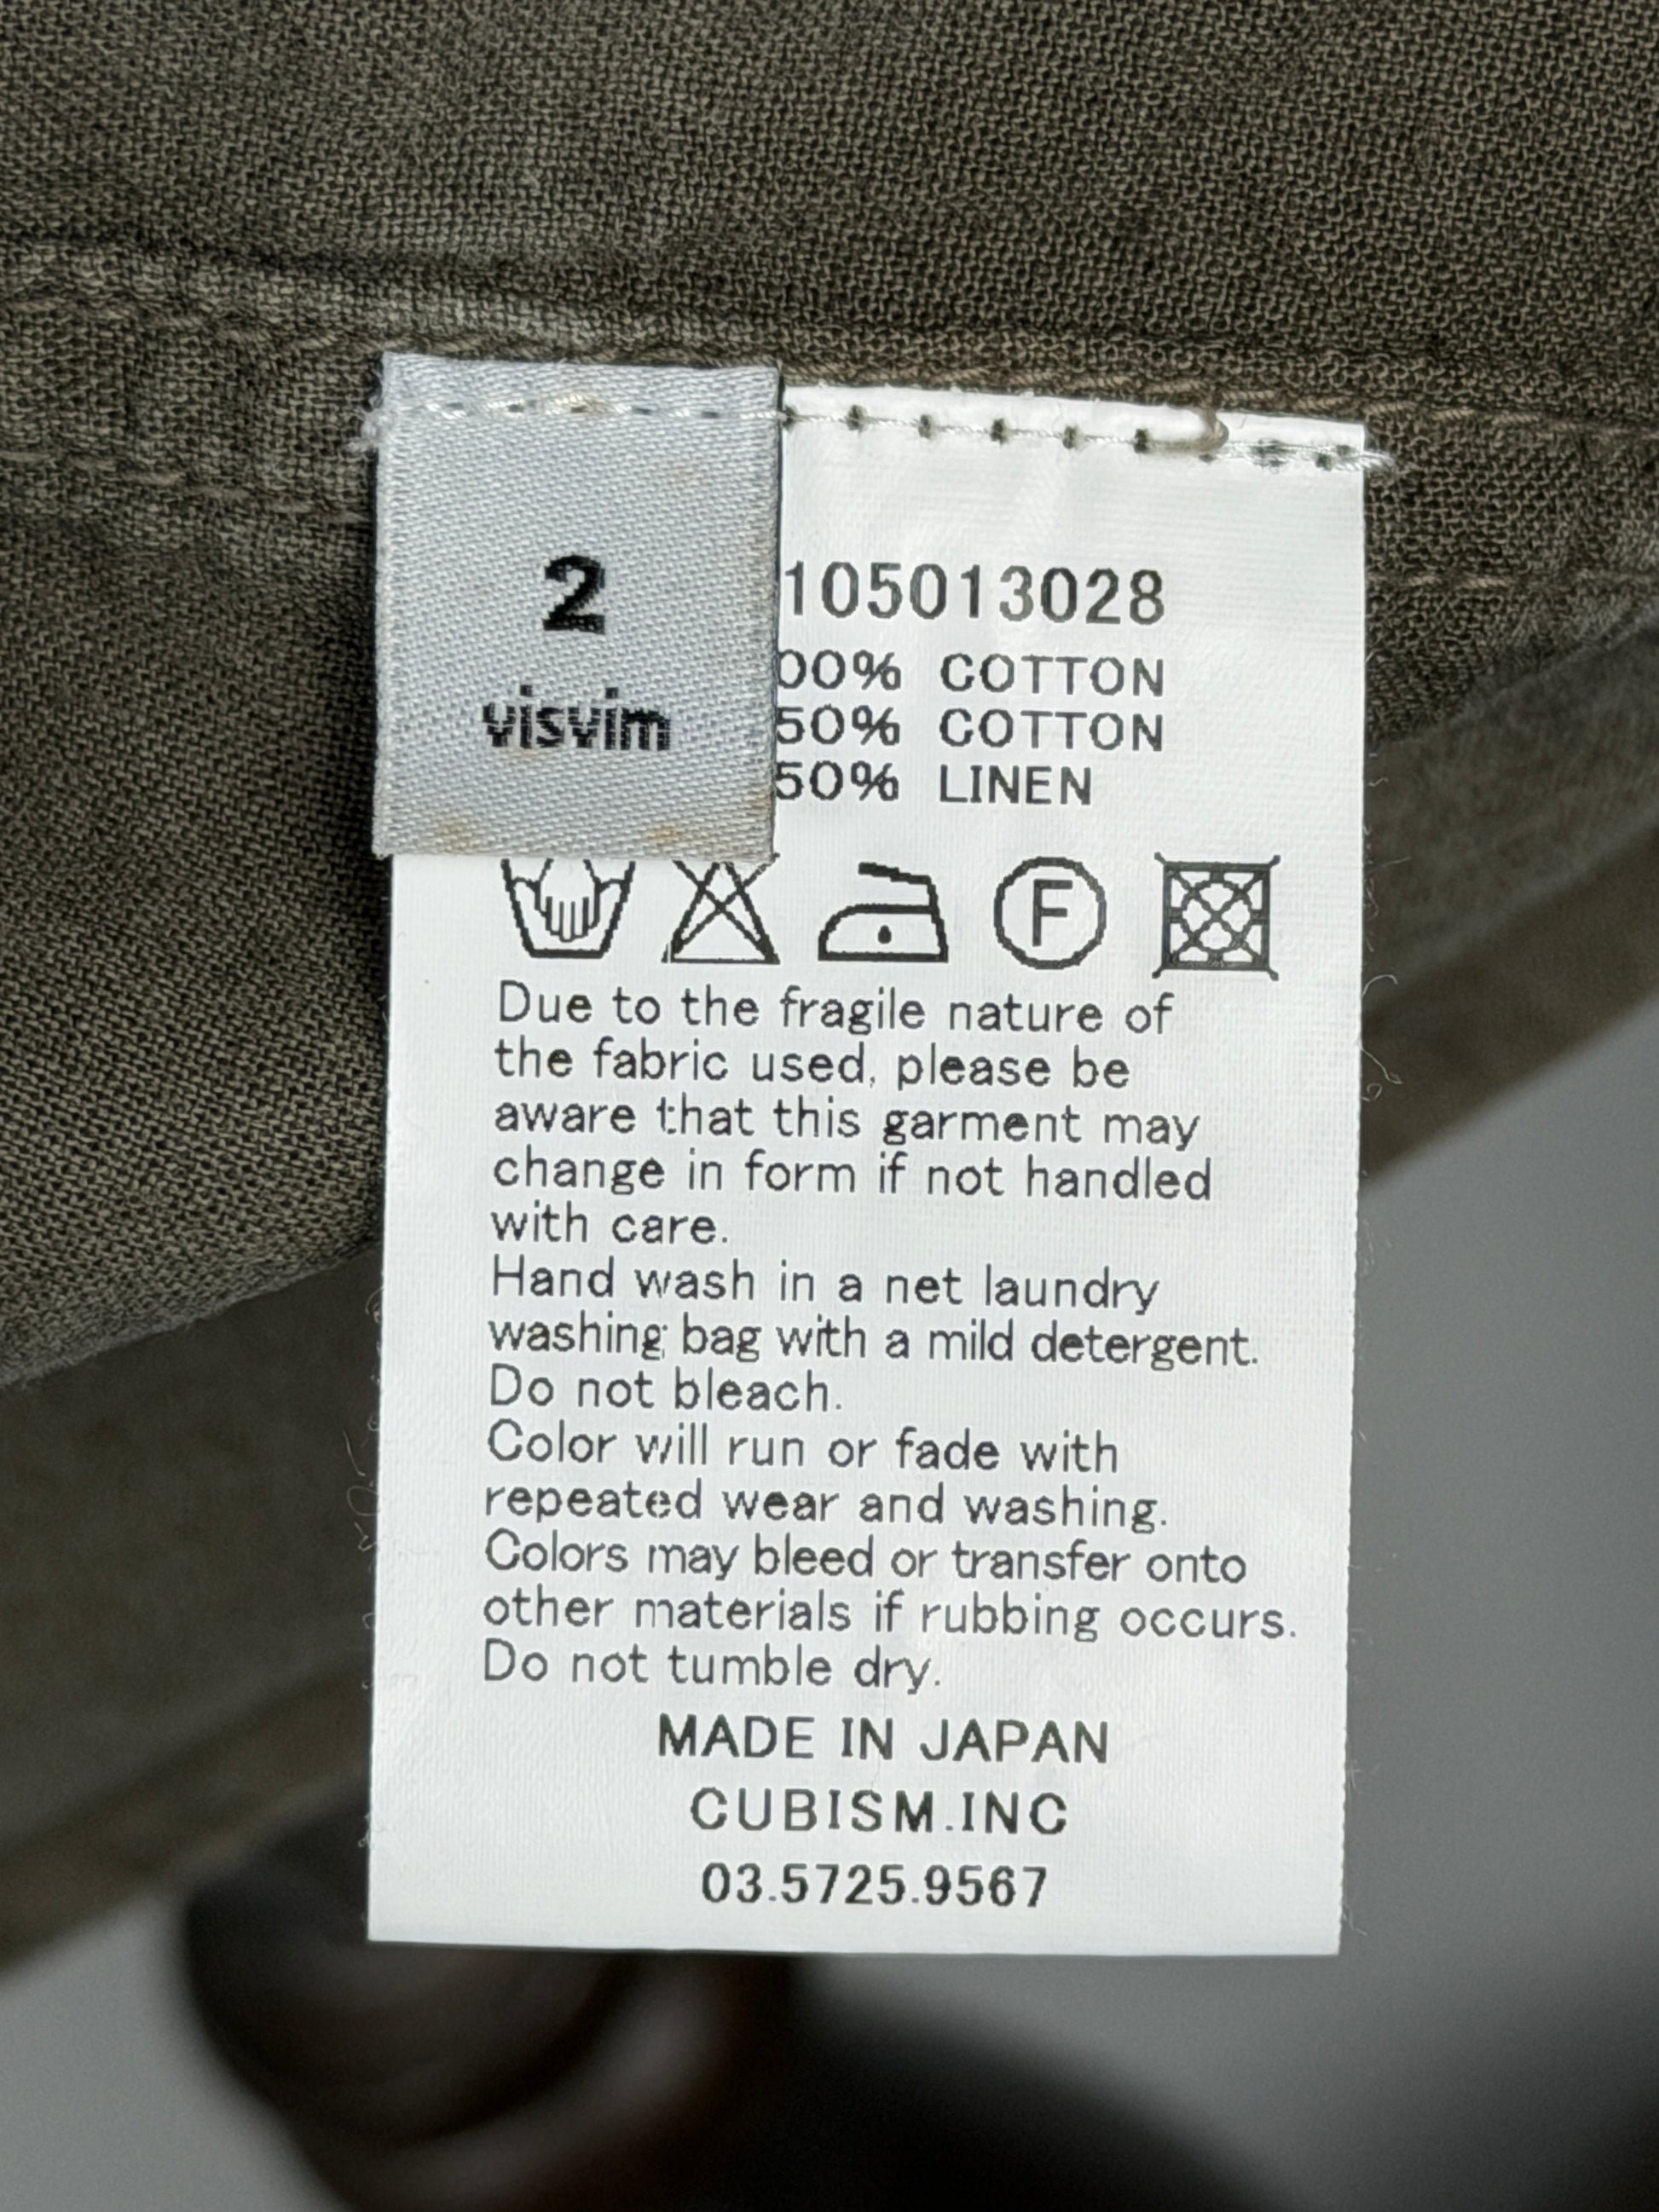 2
visvim
105013028
00% COTTON
50% COTTON
50% LINEN
F
Due to the fragile nature of
the fabric used, please be
aware that this garment may
change in form if not handled
with care.
Hand wash in a net laundry
washing bag with a mild detergent.
Do not bleach.
Color will run or fade with
repeated wear and washing.
Colors may bleed or transfer onto
other materials if rubbing occurs.
Do not tumble dry.
MADE IN JAPAN
CUBISM.INC
03.5725.9567